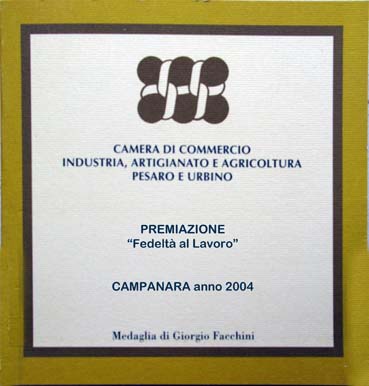 CAMERA DI COMMERCIO
INDUSTRIA, ARTIGIANATO E AGRICOLTURA
PESARO E URBINO
PREMIAZIONE
“Fedeltà al Lavoro”
CAMPANARA anno 2004
Medaglia di Giorgio Facchini